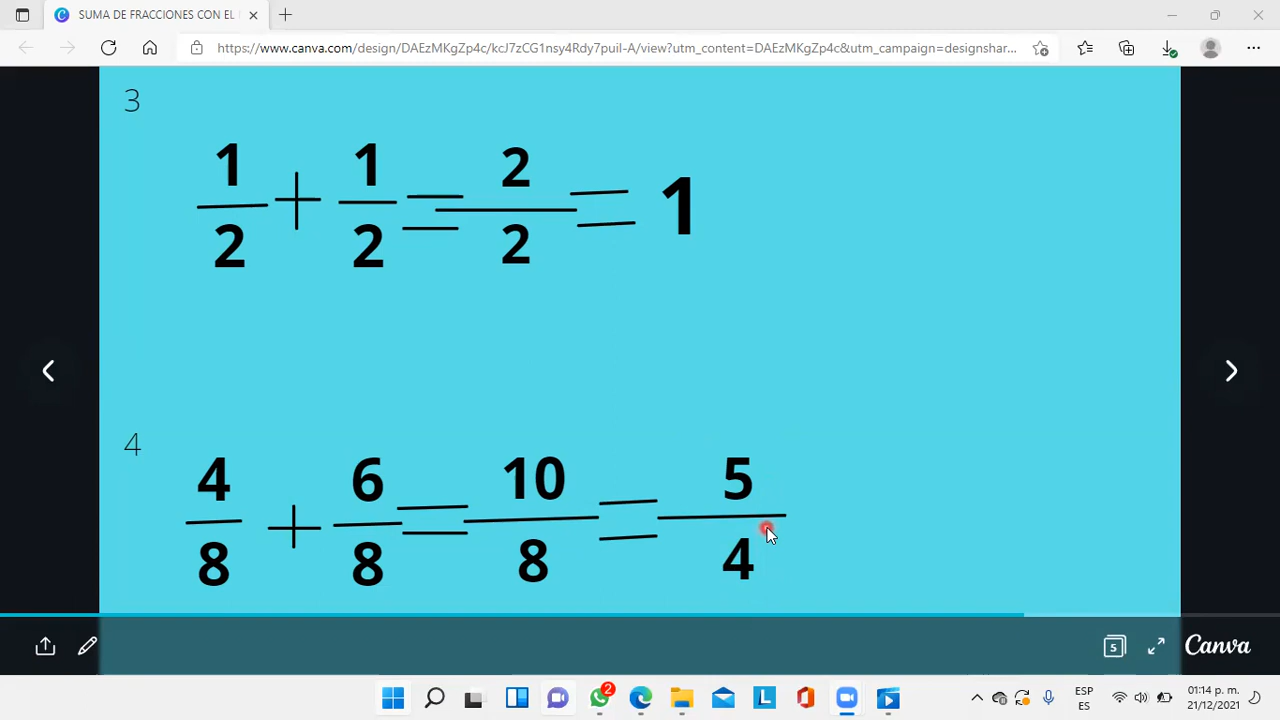 SUMA DE FRACCIONES CON EL
https://www.canva.com/design/DAEzMKgZp4c/kcJ7zCG1nsy4Rdy7puil-A/view?utm_content=DAEzMKgZp4c&utm_campaign=designshar...
3
1/2 + 1/2 = 2/2 = 1
4
4/8 + 6/8 = 10/8 = 5/4
5
Canva
2
L
ESP
ES
01:14 p. m.
21/12/2021